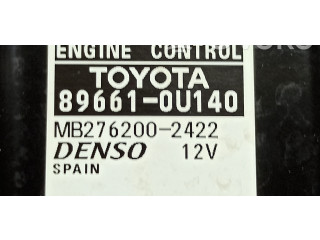 ENGINE CONTROL
TOYOTA
89661-0U140
MB276200-2422
DENSO 12V
SPAIN